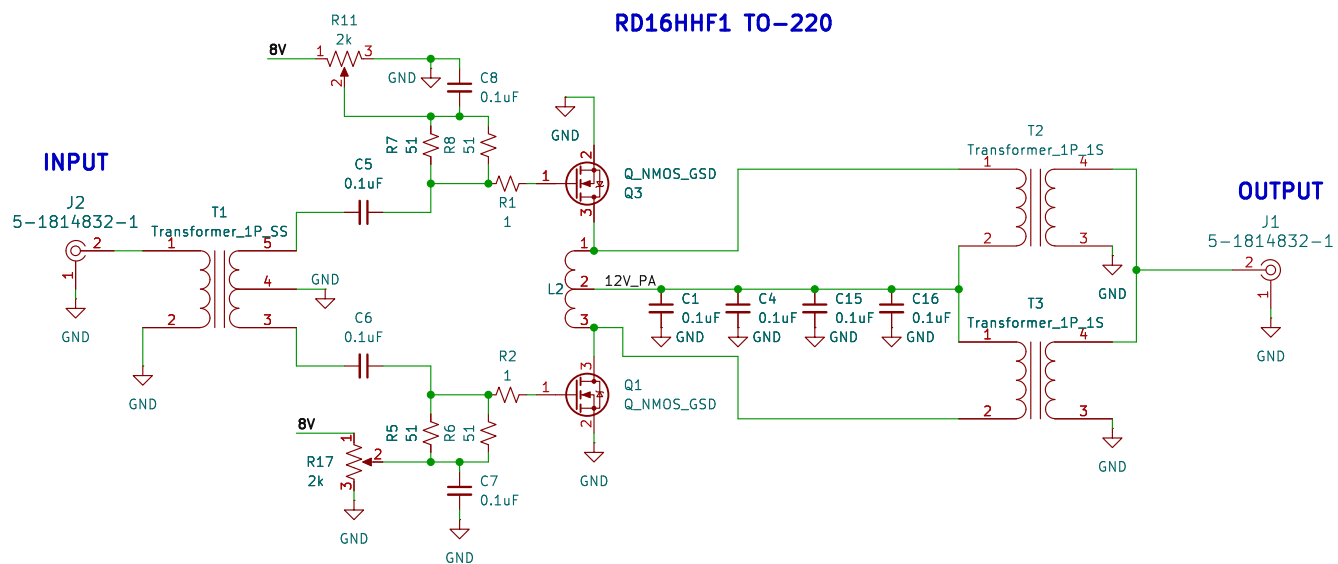 RD16HHF1 TO-220
R11
2k
8V
1
3
2
GND
C8
0.1uF
R7
51
R8
51
GND
2
Q_NMOS_GSD
Q3
1
3
R1
1
C5
0.1uF
INPUT
J2
5-1814832-1
2
1
GND
T1
Transformer_1P_SS
1
5
4
2
3
GND
GND
C6
0.1uF
L2
1
2
3
12V_PA
C1
0.1uF
GND
C4
0.1uF
GND
C15
0.1uF
GND
C16
0.1uF
GND
T2
Transformer_1P_1S
1
4
2
3
GND
T3
Transformer_1P_1S
1
4
2
3
GND
OUTPUT
J1
5-1814832-1
2
1
GND
R2
1
1
3
Q1
Q_NMOS_GSD
2
GND
R5
51
R6
51
8V
1
R17
2k
2
3
GND
C7
0.1uF
GND